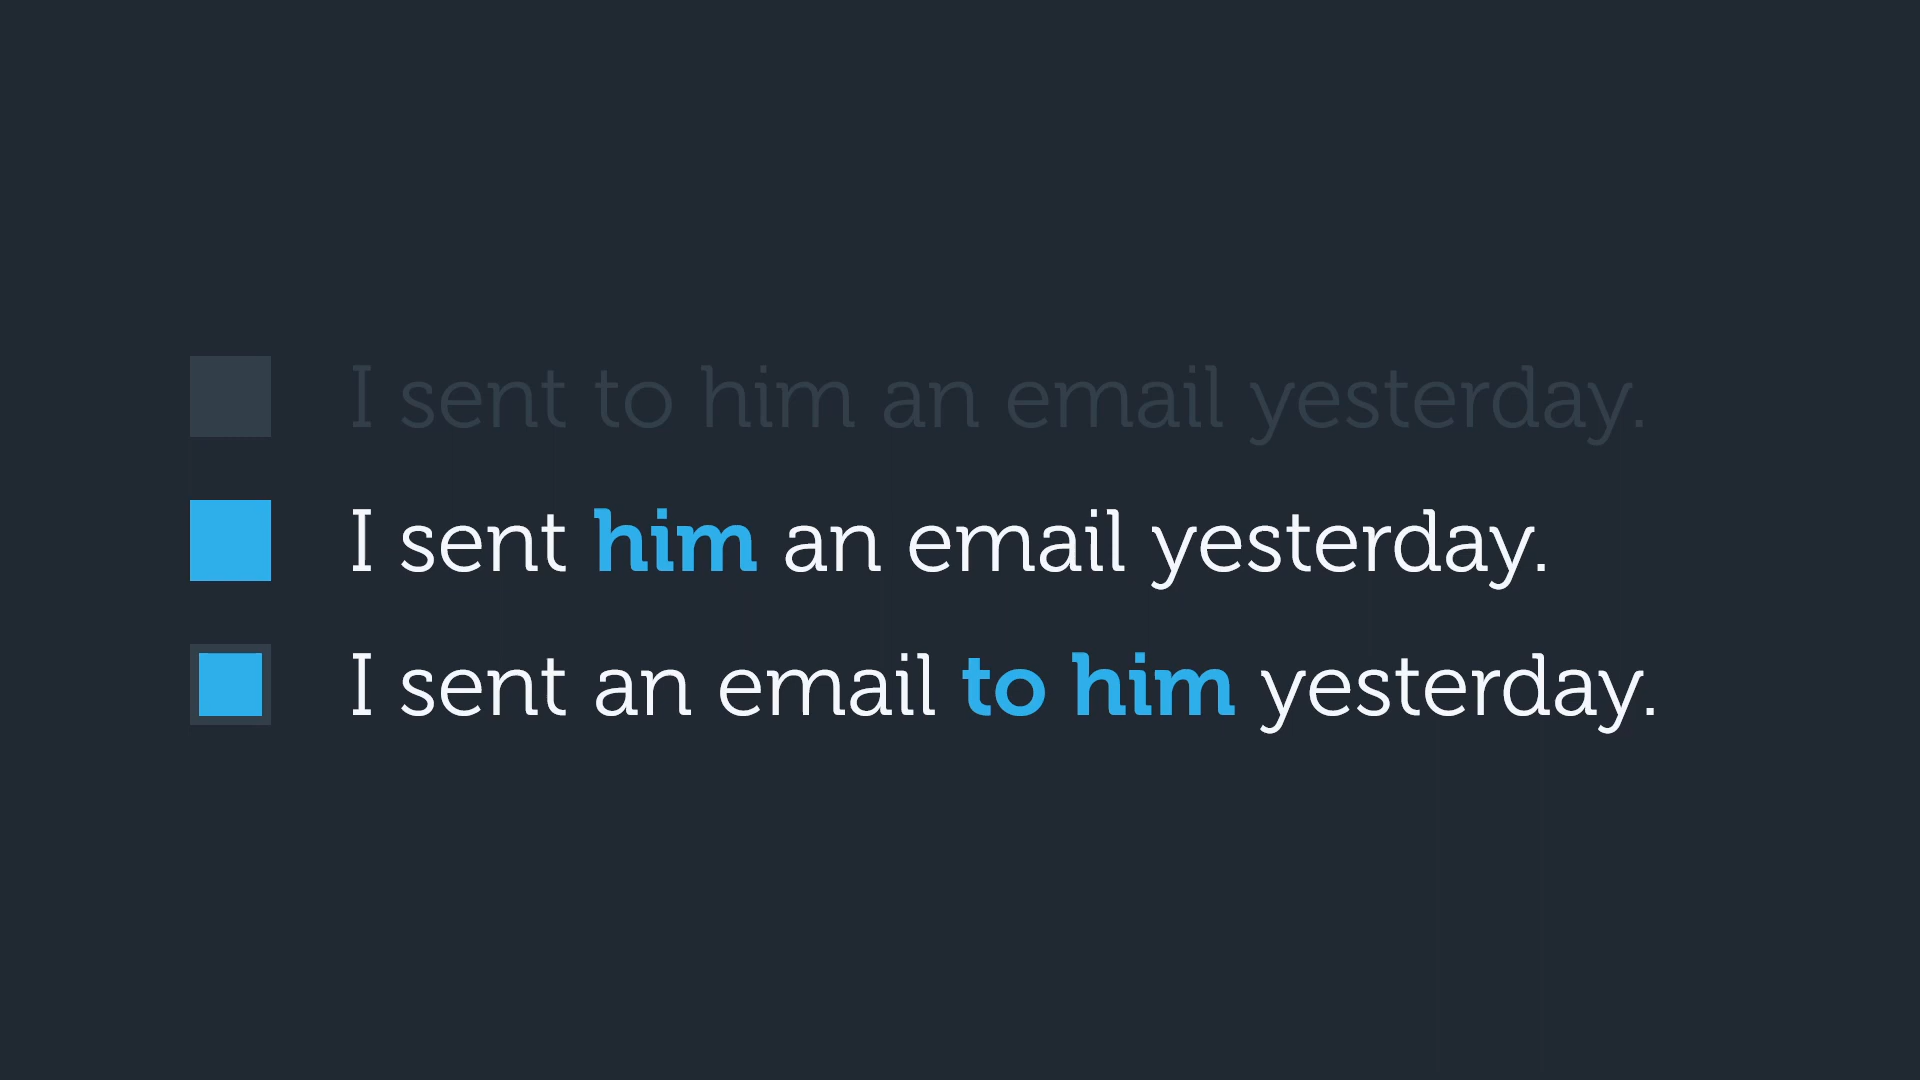 I sent to him an email yesterday.
I sent him an email yesterday.
I sent an email to him yesterday.